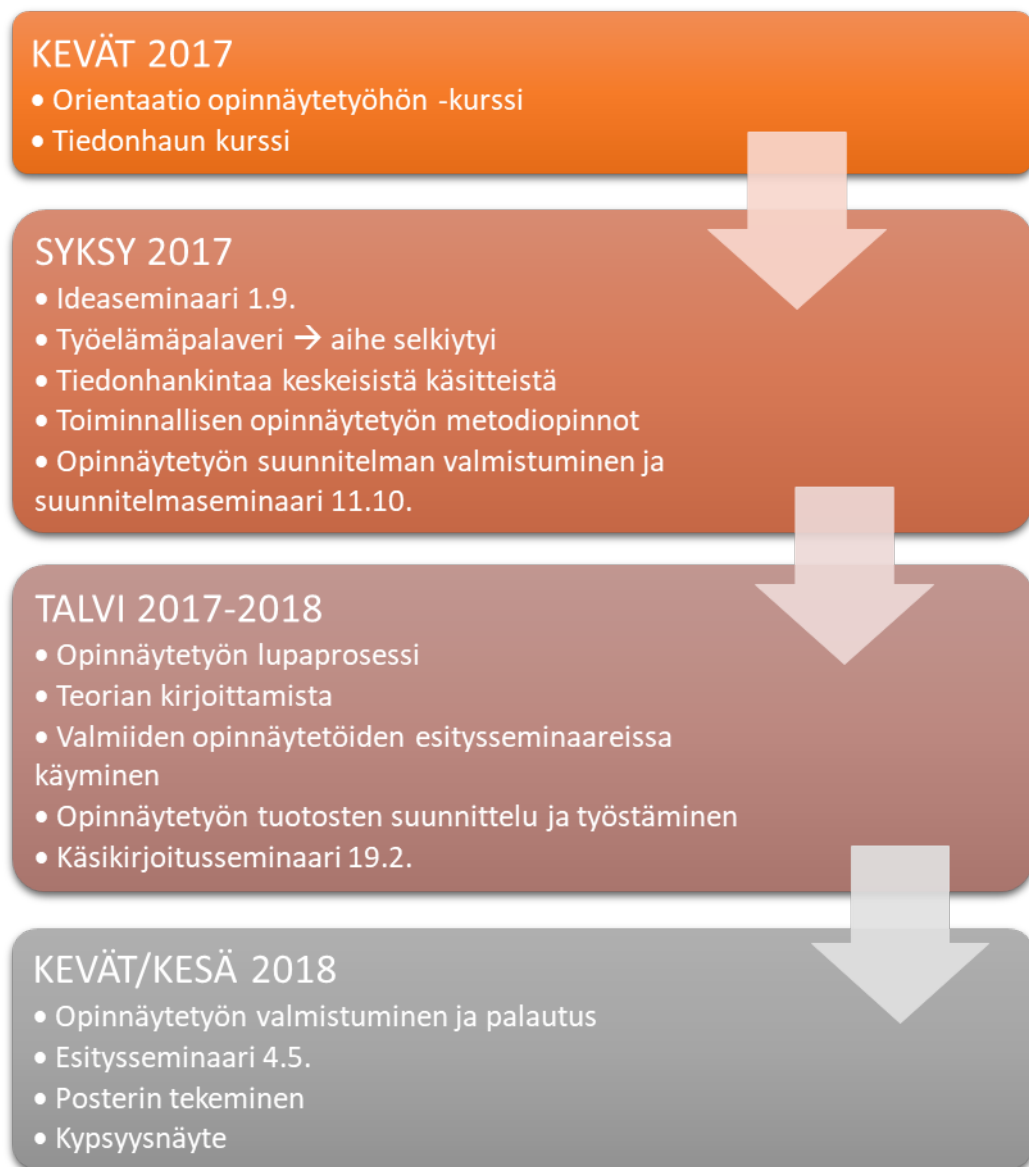 KEVÄT 2017
• Orientaatio opinnäytetyöhön -kurssi
• Tiedonhaun kurssi
SYKSY 2017
• Ideaseminaari 1.9.
• Työelämäpalaveri → aihe selkiytyi
• Tiedonhankintaa keskeisistä käsitteistä
• Toiminnallisen opinnäytetyön metodiopinnot
• Opinnäytetyön suunnitelman valmistuminen ja
suunnitelmaseminaari 11.10.
TALVI 2017-2018
• Opinnäytetyön lupaprosessi
• Teorian kirjoittamista
• Valmiiden opinnäytetöiden esitysseminaareissa
käyminen
• Opinnäytetyön tuotosten suunnittelu ja työstäminen
• Käsikirjoitusseminaari 19.2.
KEVÄT/KESÄ 2018
• Opinnäytetyön valmistuminen ja palautus
• Esitysseminaari 4.5.
• Posterin tekeminen
• Kypsyysnäyte